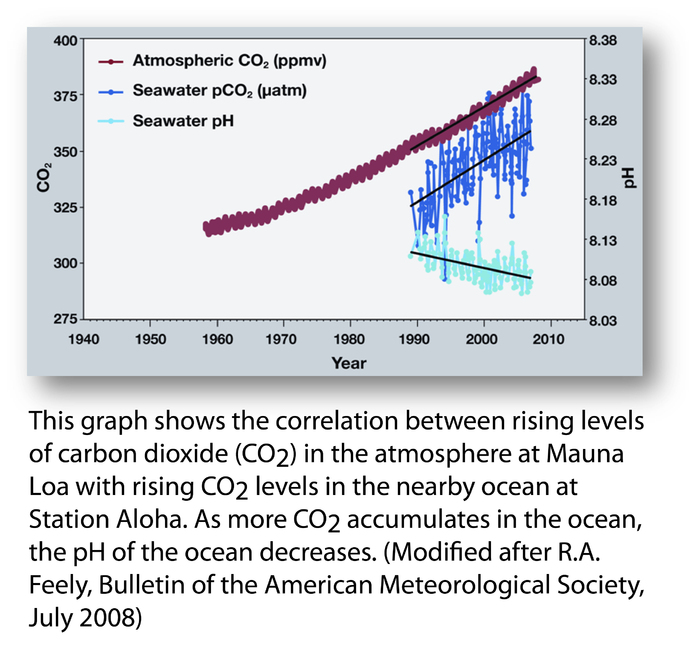 400
375
350
325
300
275
CO2
Atmospheric CO2 (ppmv)
Seawater pCO2 (µatm)
Seawater pH
8.38
8.33
8.28
8.23
8.18
8.13
8.08
8.03
pH
1940 1950 1960 1970 1980 1990 2000 2010
Year
This graph shows the correlation between rising levels
of carbon dioxide (CO2) in the atmosphere at Mauna
Loa with rising CO2 levels in the nearby ocean at
Station Aloha. As more CO2 accumulates in the ocean,
the pH of the ocean decreases. (Modified after R.A.
Feely, Bulletin of the American Meteorological Society,
July 2008)